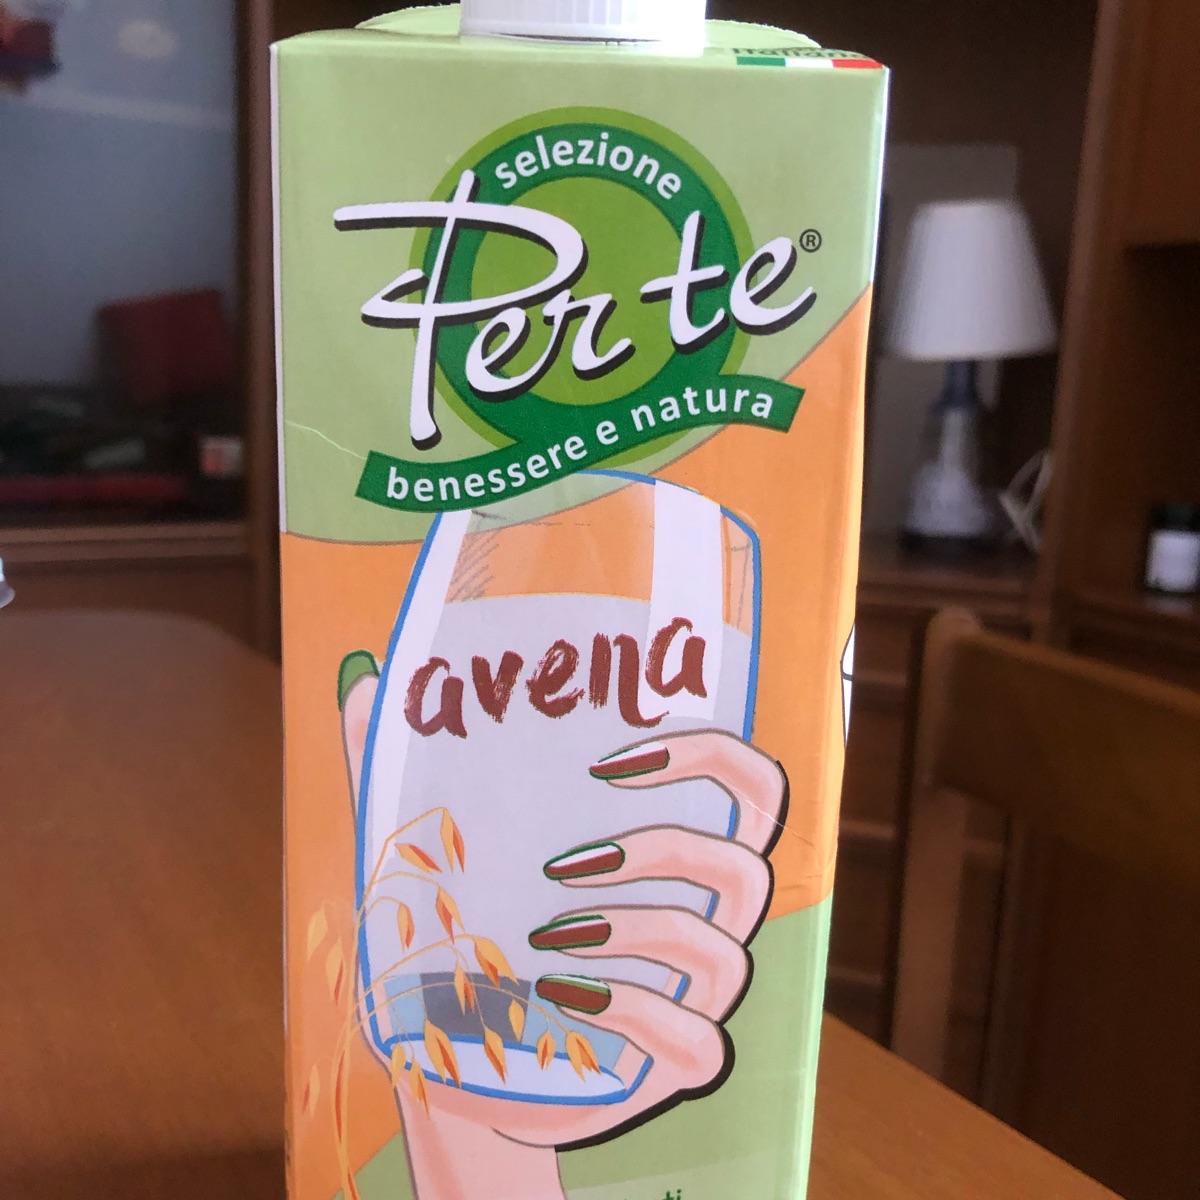 selezione
Per te®
benessere e natura
avena